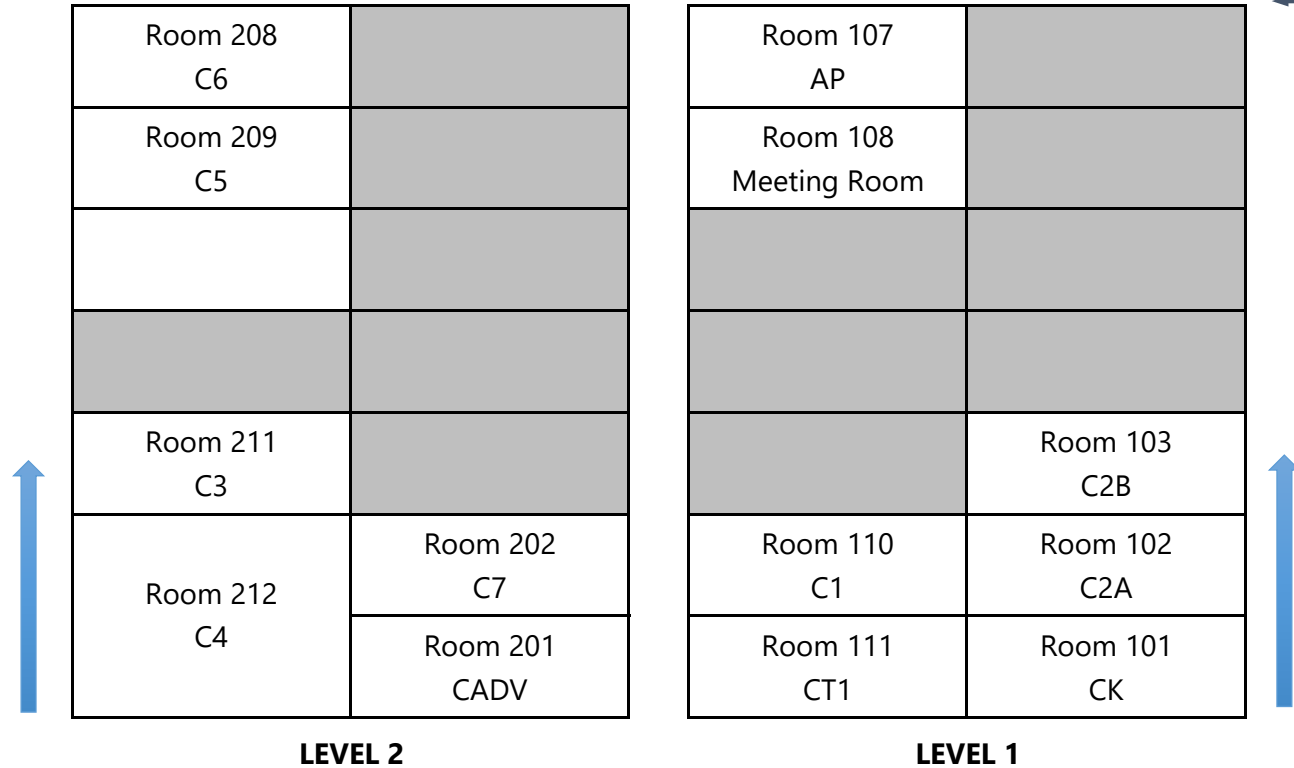 Room 208
C6
Room 209
C5
Room 211
C3
Room 212
C4
Room 202
C7
Room 201
CADV
LEVEL 2
Room 107
AP
Room 108
Meeting Room
Room 103
C2B
Room 110
C1
Room 102
C2A
Room 111
CT1
Room 101
CK
LEVEL 1